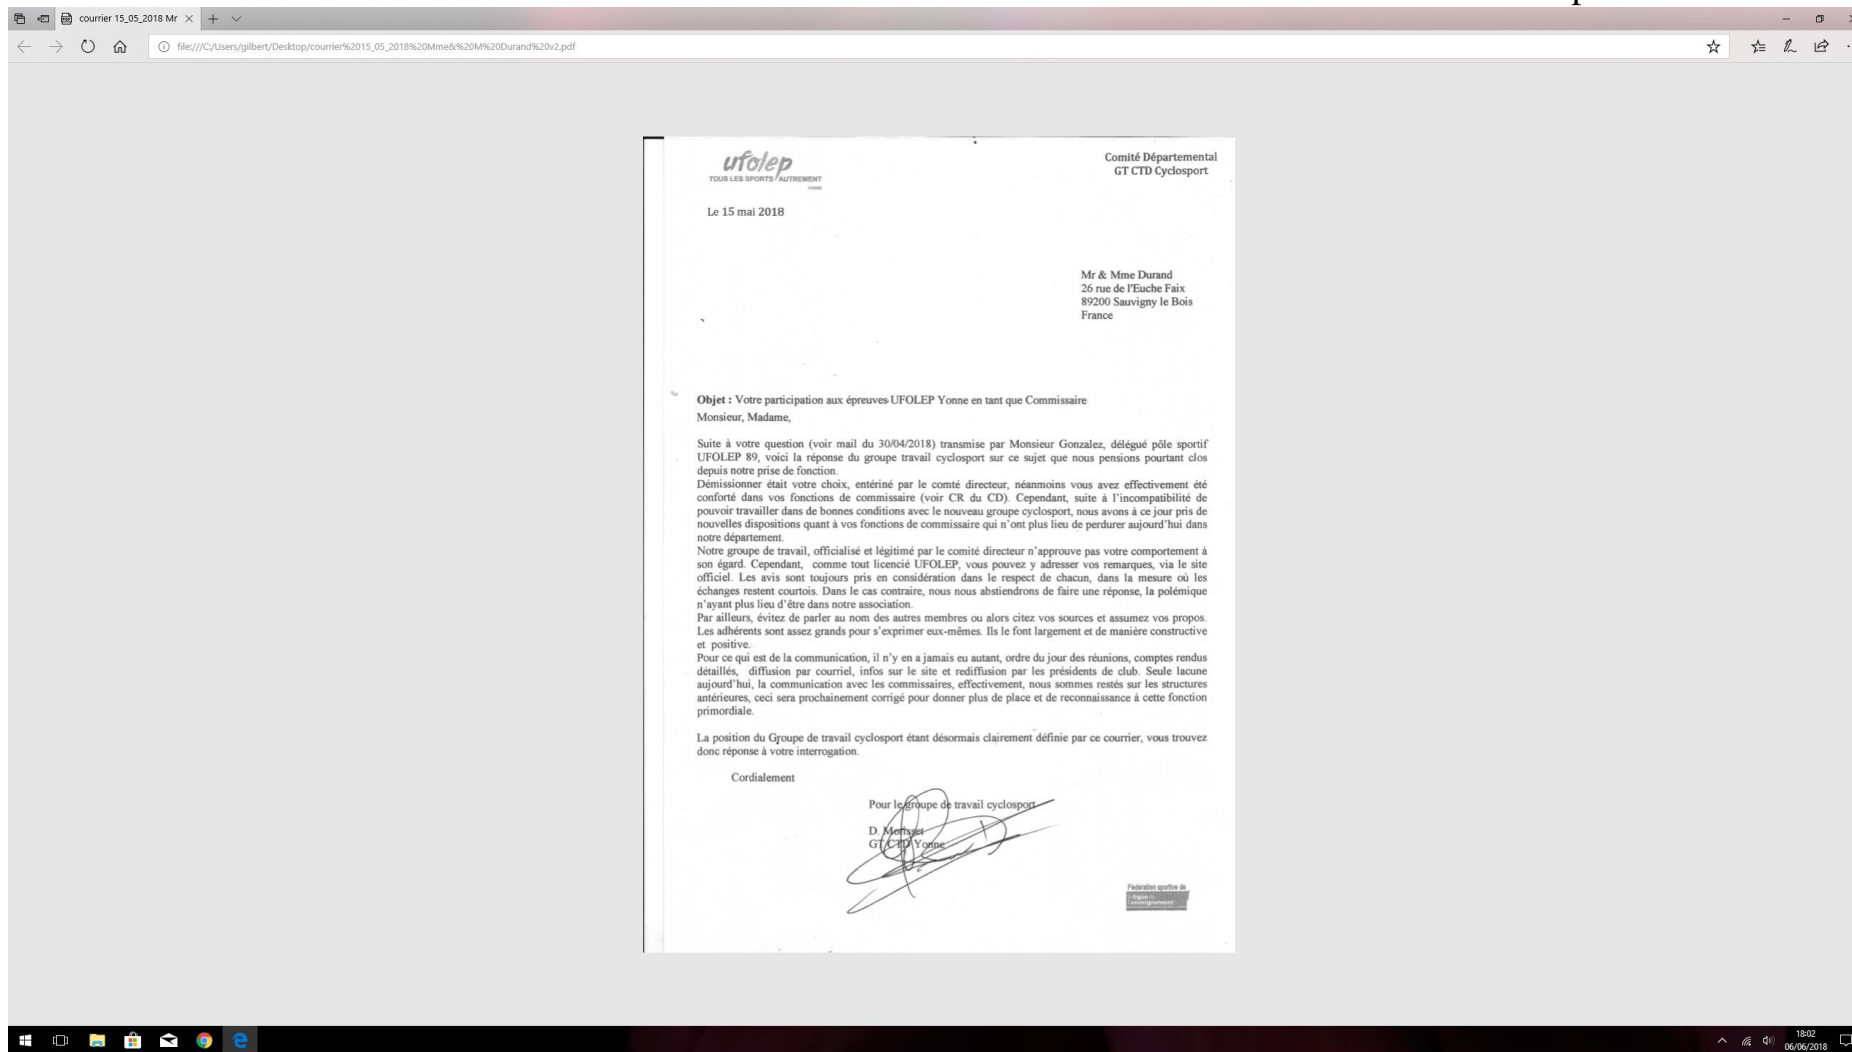 courrier 15_05_2018 Mr
file:///C:/Users/gilbert/Desktop/courrier%2015_05_2018%20Mme&%20M%20Durand%20v2.pdf
ufolep
TOUS LES SPORTS AUTREMENT
YONNE
Comité Départemental
GT CTD Cyclosport
Le 15 mai 2018
Mr & Mme Durand
26 rue de l'Euche Faix
89200 Sauvigny le Bois
France
Objet : Votre participation aux épreuves UFOLEP Yonne en tant que Commissaire
Monsieur, Madame,
Suite à votre question (voir mail du 30/04/2018) transmise par Monsieur Gonzalez, délégué pôle sportif
UFOLEP 89, voici la réponse du groupe travail cyclosport sur ce sujet que nous pensions pourtant clos
depuis notre prise de fonction.
Démissionner était votre choix, entériné par le comté directeur, néanmoins vous avez effectivement été
conforté dans vos fonctions de commissaire (voir CR du CD). Cependant, suite à l'incompatibilité de
pouvoir travailler dans de bonnes conditions avec le nouveau groupe cyclosport, nous avons à ce jour pris de
nouvelles dispositions quant à vos fonctions de commissaire qui n'ont plus lieu de perdurer aujourd'hui dans
notre département.
Notre groupe de travail, officialisé et légitimé par le comité directeur n'approuve pas votre comportement à
son égard. Cependant, comme tout licencié UFOLEP, vous pouvez y adresser vos remarques, via le site
officiel. Les avis sont toujours pris en considération dans le respect de chacun, dans la mesure où les
échanges restent courtois. Dans le cas contraire, nous nous abstiendrons de faire une réponse, la polémique
n'ayant plus lieu d'être dans notre association.
Par ailleurs, évitez de parler au nom des autres membres ou alors citez vos sources et assumez vos propos.
Les adhérents sont assez grands pour s'exprimer eux-mêmes. Ils le font largement et de manière constructive
et positive.
Pour ce qui est de la communication, il n'y en a jamais eu autant, ordre du jour des réunions, comptes rendus
détaillés, diffusion par courriel, infos sur le site et rediffusion par les présidents de club. Seule lacune
aujourd'hui, la communication avec les commissaires, effectivement, nous sommes restés sur les structures
antérieures, ceci sera prochainement corrigé pour donner plus de place et de reconnaissance à cette fonction
primordiale.
La position du Groupe de travail cyclosport étant désormais clairement définie par ce courrier, vous trouvez
donc réponse à votre interrogation.
Cordialement
Pour le groupe de travail cyclosport
D. Morisset
GT CTD Yonne
Fédération sportive de
la ligue de
l'enseignement
18:02
06/06/2018